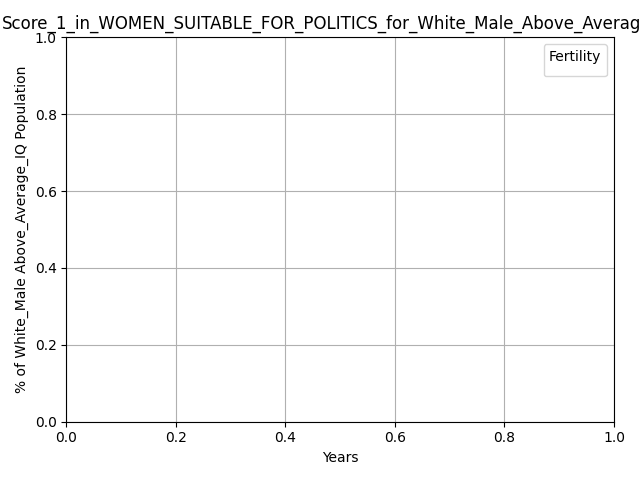 Score_1_in_WOMEN_SUITABLE_FOR_POLITICS_for_White_Male_Above_Averag
Fertility
% of White_Male Above_Average_IQ Population
1.0
0.8
0.6
0.4
0.2
0.0
0.0 0.2 0.4 0.6 0.8 1.0
Years